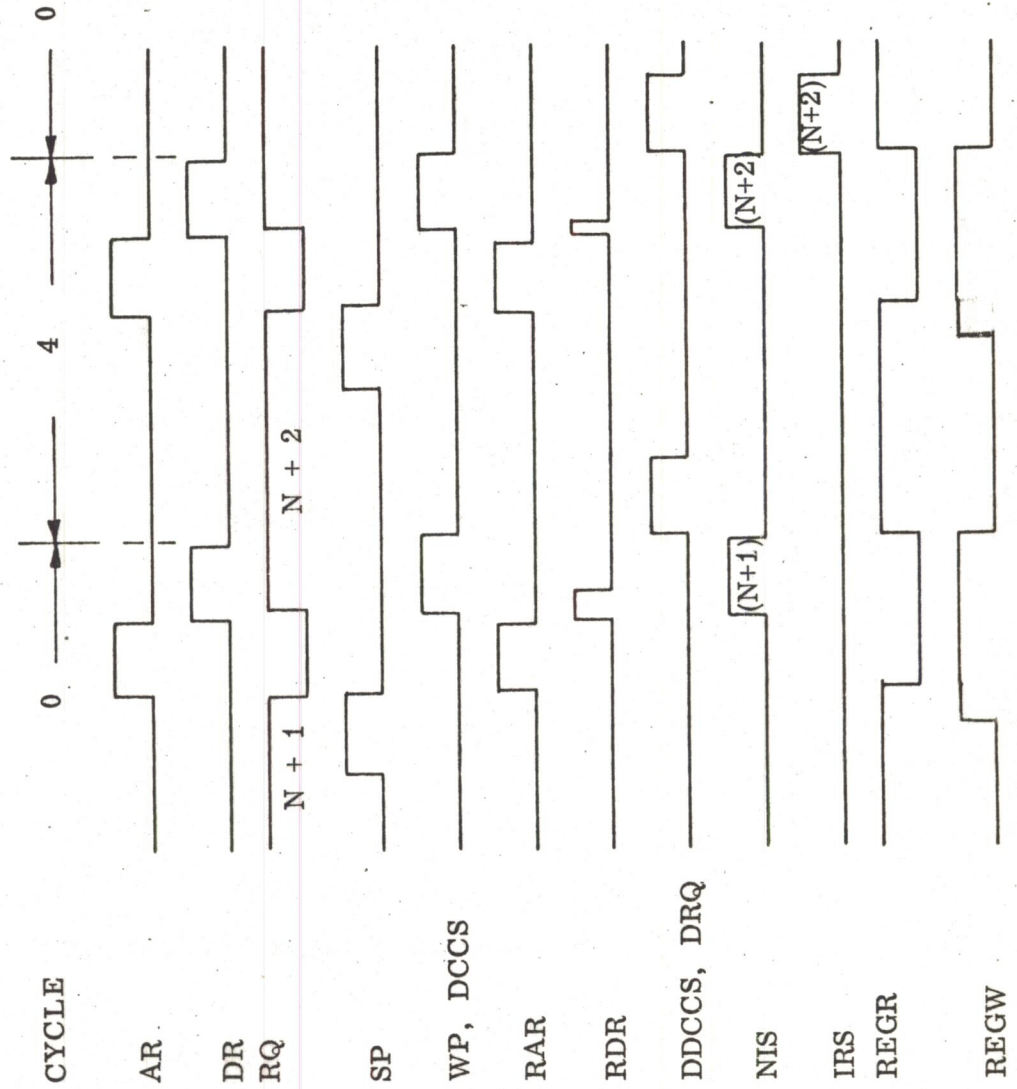 CYCLE 0 4 0
AR
DR
RQ N + 1 N + 2
SP
WP, DCCS
RAR
RDR
DDCCS, DRQ
NIS (N+1) (N+2)
IRS (N+2)
REGR
REGW